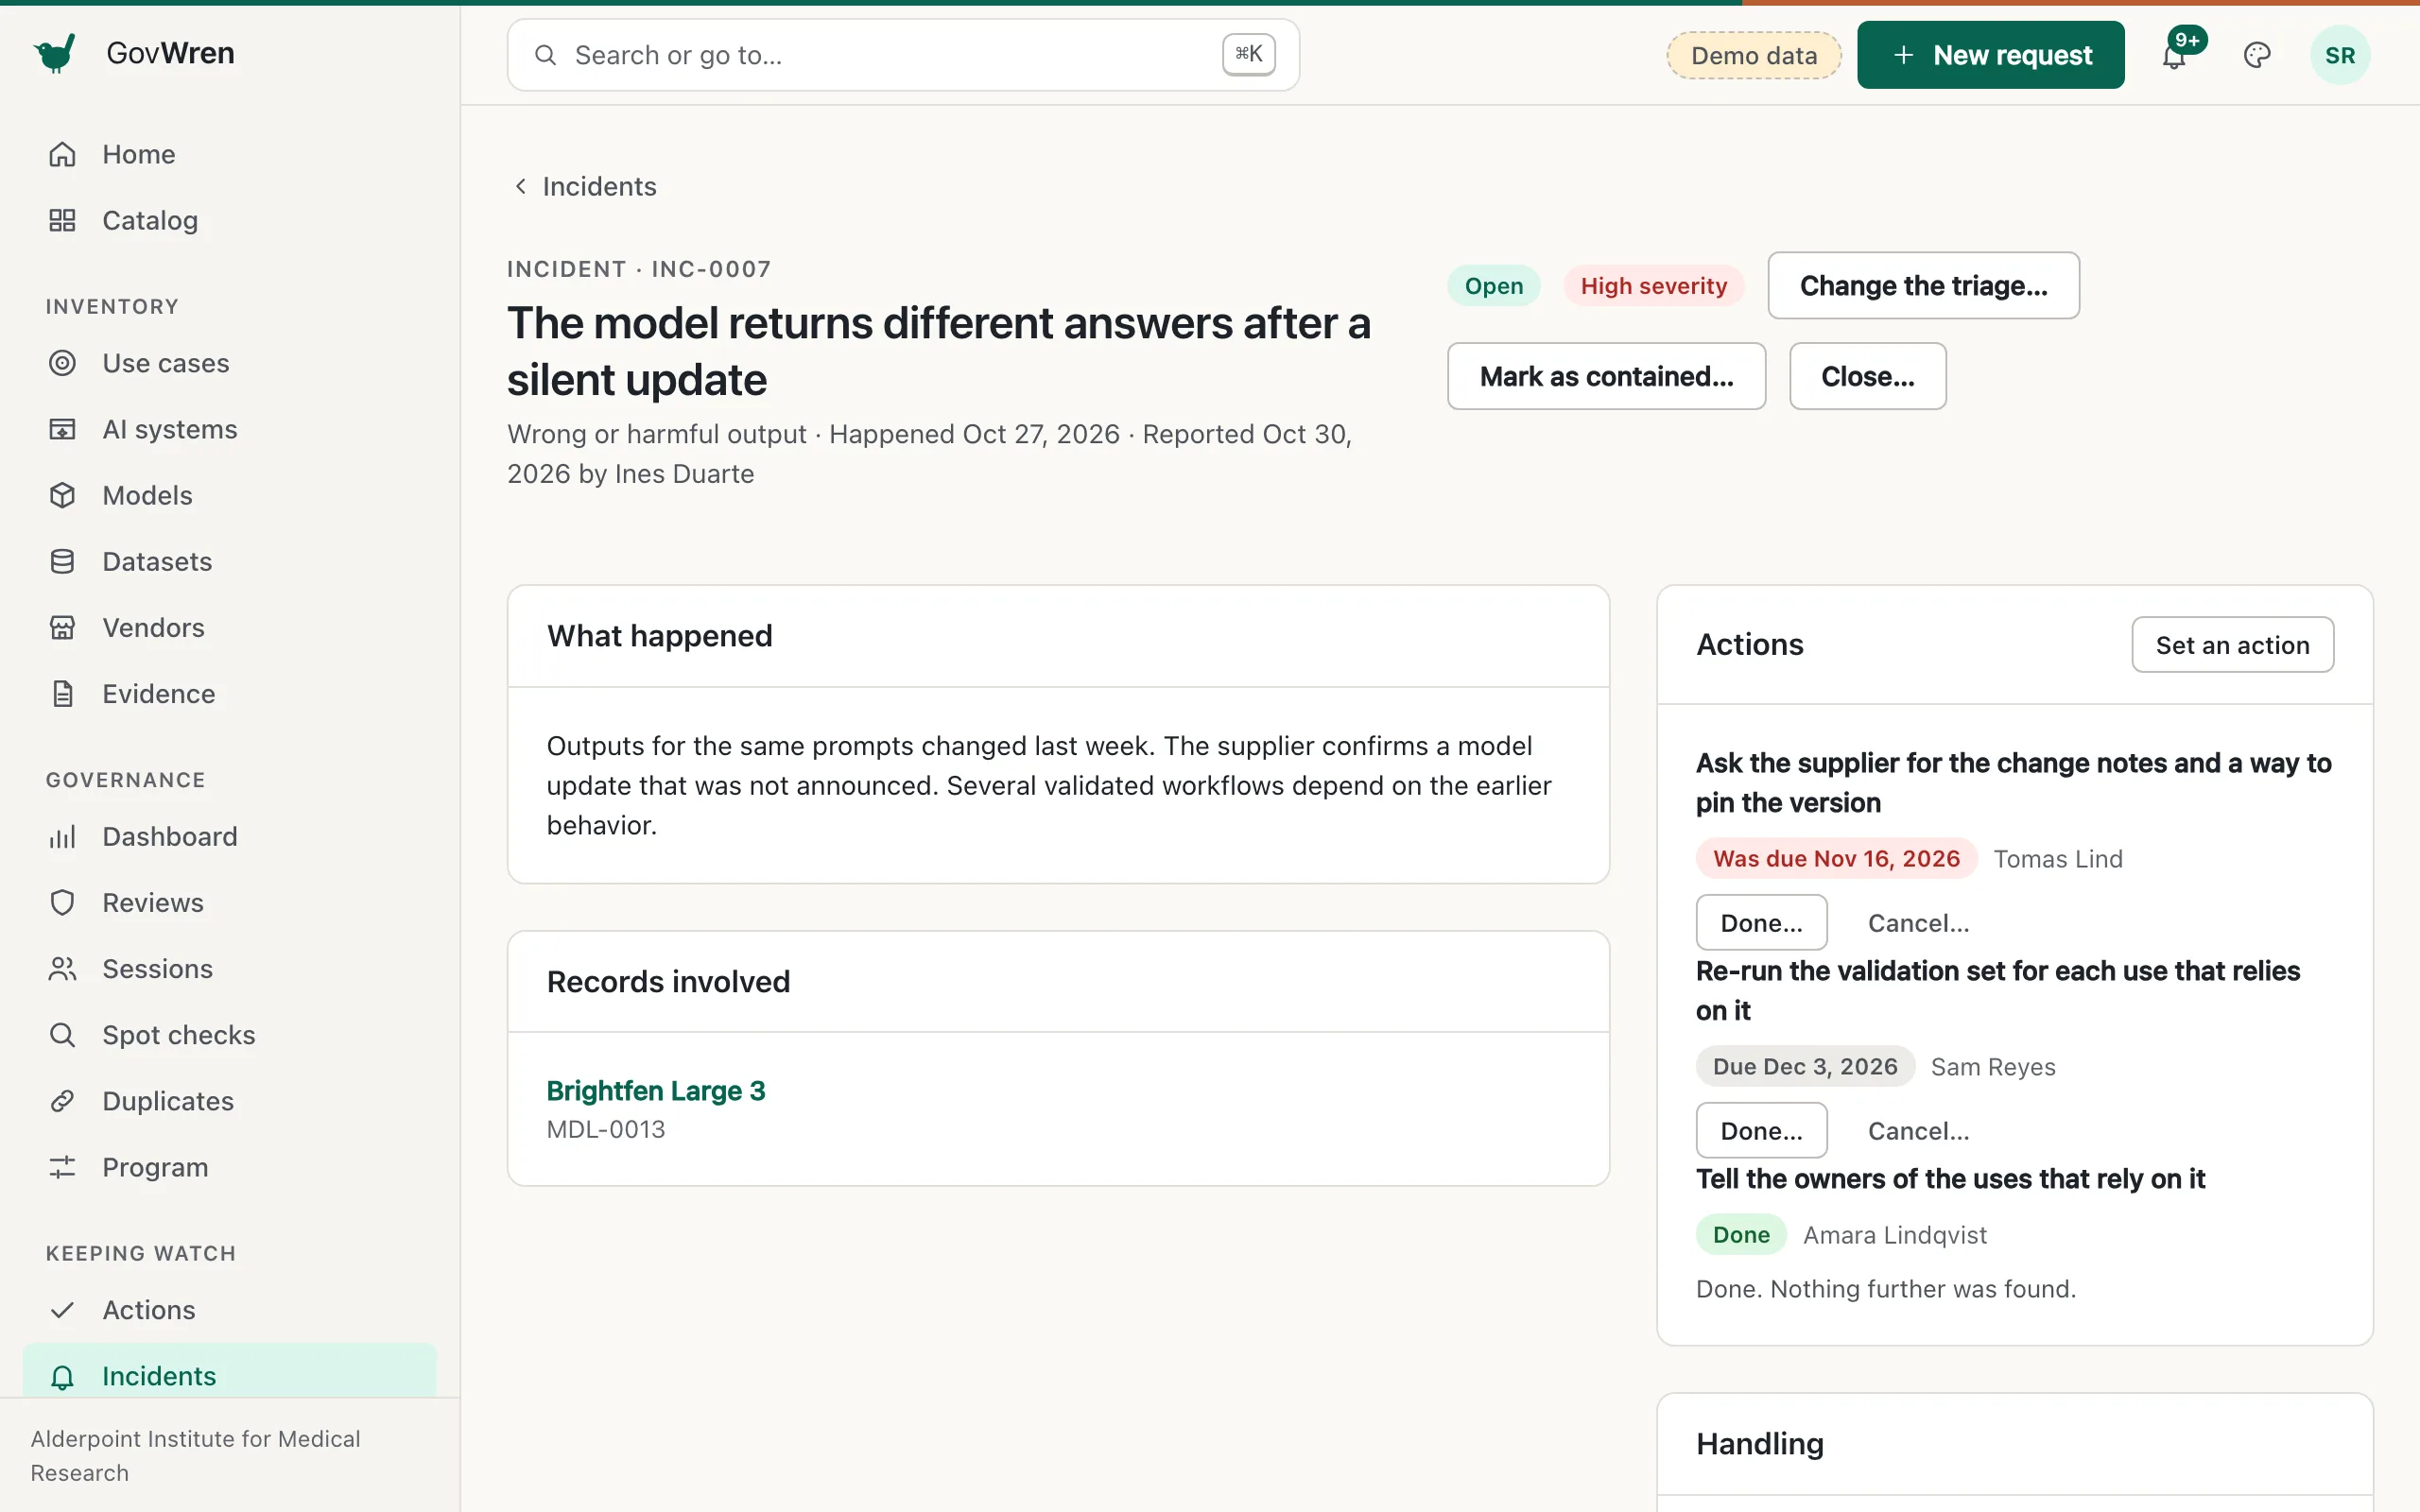 GovWren
Search or go to...
⌘K
Demo data
+ New request
9+
SR
Home
Catalog
INVENTORY
Use cases
AI systems
Models
Datasets
Vendors
Evidence
GOVERNANCE
Dashboard
Reviews
Sessions
Spot checks
Duplicates
Program
KEEPING WATCH
Actions
Incidents
Alderpoint Institute for Medical
Research
Incidents
INCIDENT · INC-0007
The model returns different answers after a
silent update
Wrong or harmful output · Happened Oct 27, 2026 · Reported Oct 30,
2026 by Ines Duarte
Open
High severity
Change the triage...
Mark as contained...
Close...
What happened
Outputs for the same prompts changed last week. The supplier confirms a model
update that was not announced. Several validated workflows depend on the earlier
behavior.
Records involved
Brightfen Large 3
MDL-0013
Actions
Set an action
Ask the supplier for the change notes and a way to
pin the version
Was due Nov 16, 2026
Tomas Lind
Done...
Cancel...
Re-run the validation set for each use that relies
on it
Due Dec 3, 2026
Sam Reyes
Done...
Cancel...
Tell the owners of the uses that rely on it
Done
Amara Lindqvist
Done. Nothing further was found.
Handling